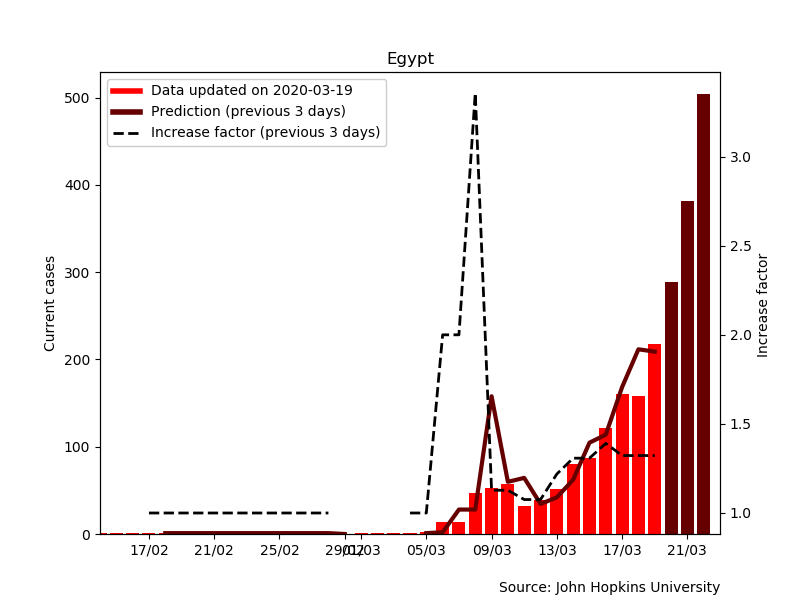 Egypt
Data updated on 2020-03-19
Prediction (previous 3 days)
Increase factor (previous 3 days)
Current cases
500
400
300
200
100
0
Increase factor
3.0
2.5
2.0
1.5
1.0
17/02 21/02 25/02 29/02 01/03 05/03 09/03 13/03 17/03 21/03
Source: John Hopkins University